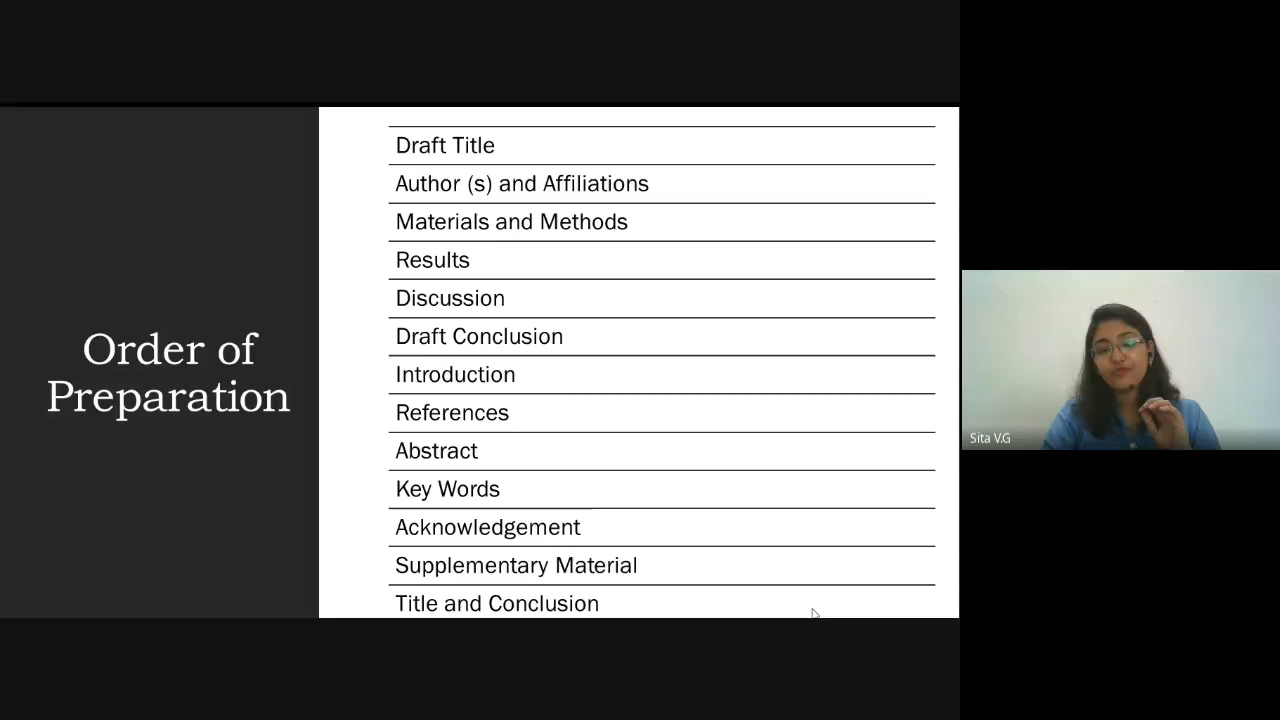 Order of
Preparation
Draft Title
Author (s) and Affiliations
Materials and Methods
Results
Discussion
Draft Conclusion
Introduction
References
Abstract
Key Words
Acknowledgement
Supplementary Material
Title and Conclusion
Sita V.G